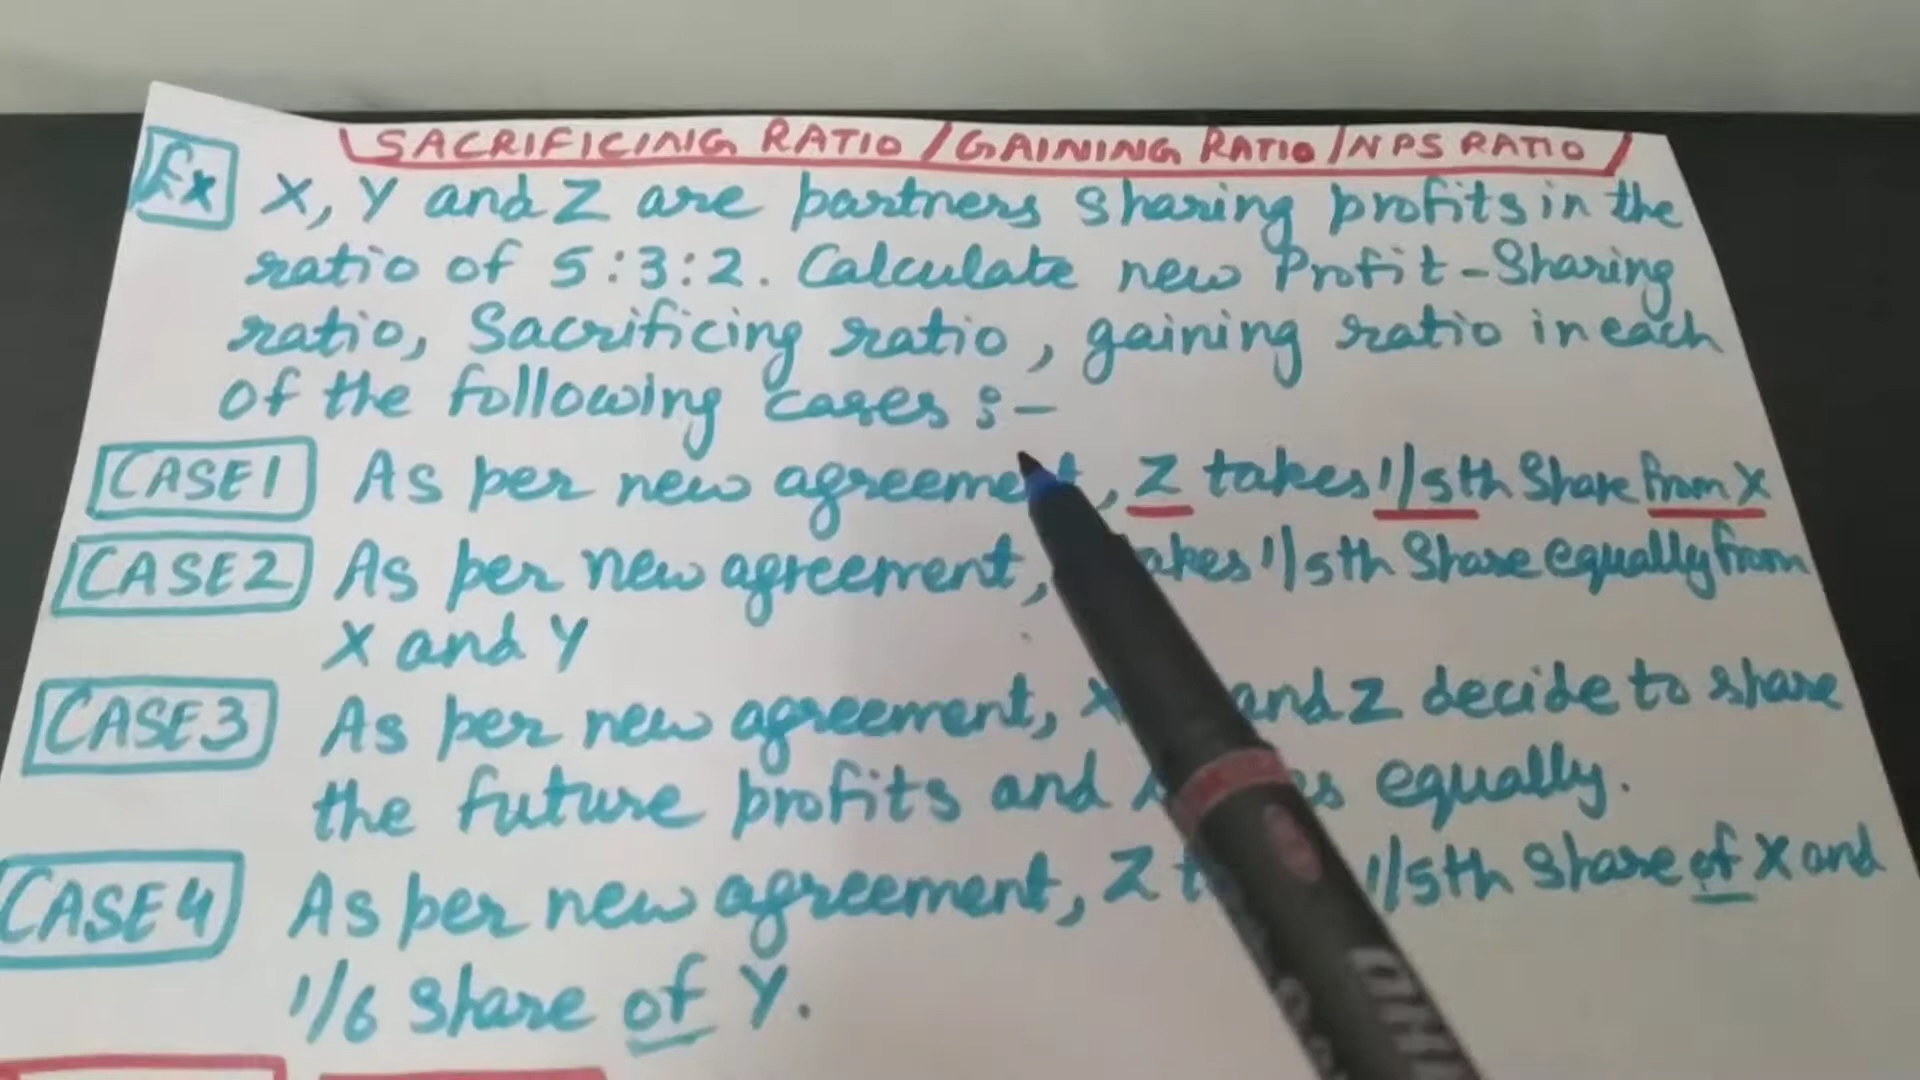 SACRIFICING RATIO / GAINING RATIO / NPS RATIO
Ex X, Y and Z are partners sharing profits in the
ratio of 5:3:2. Calculate new Profit-Sharing
ratio, Sacrificing ratio, gaining ratio in each
of the following cases :-
CASE1 As per new agreement, Z takes 1/5th Share from X
CASE2 As per new agreement, 1/5th Share equally from
X and Y
CASE3 As per new agreement, X and Z decide to share
the future profits and equally.
CASE4 As per new agreement, Z 1/5th Share of X and
1/6 Share of Y.